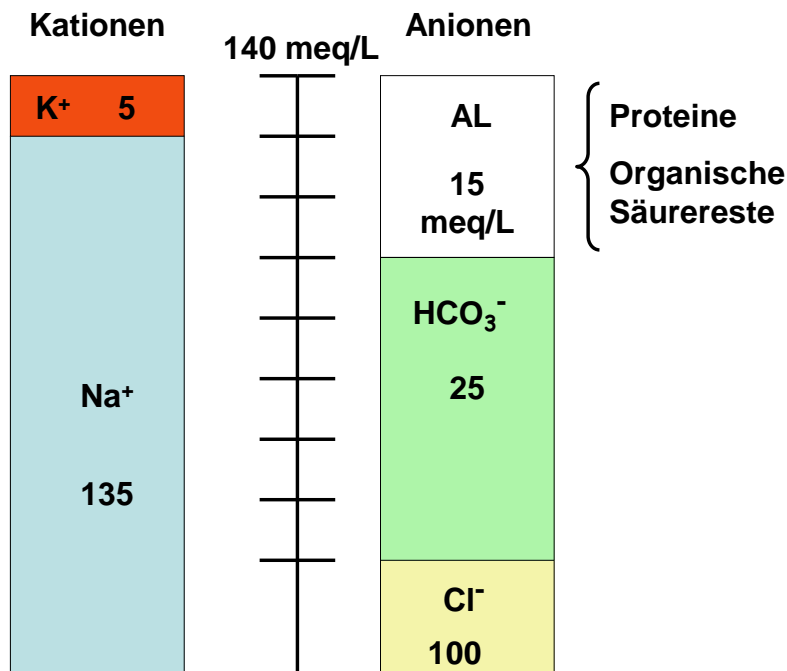 Kationen
140 meq/L
Anionen
K⁺ 5
Na⁺
135
AL
15
meq/L
HCO₃⁻
25
Cl⁻
100
Proteine
Organische
Säurereste